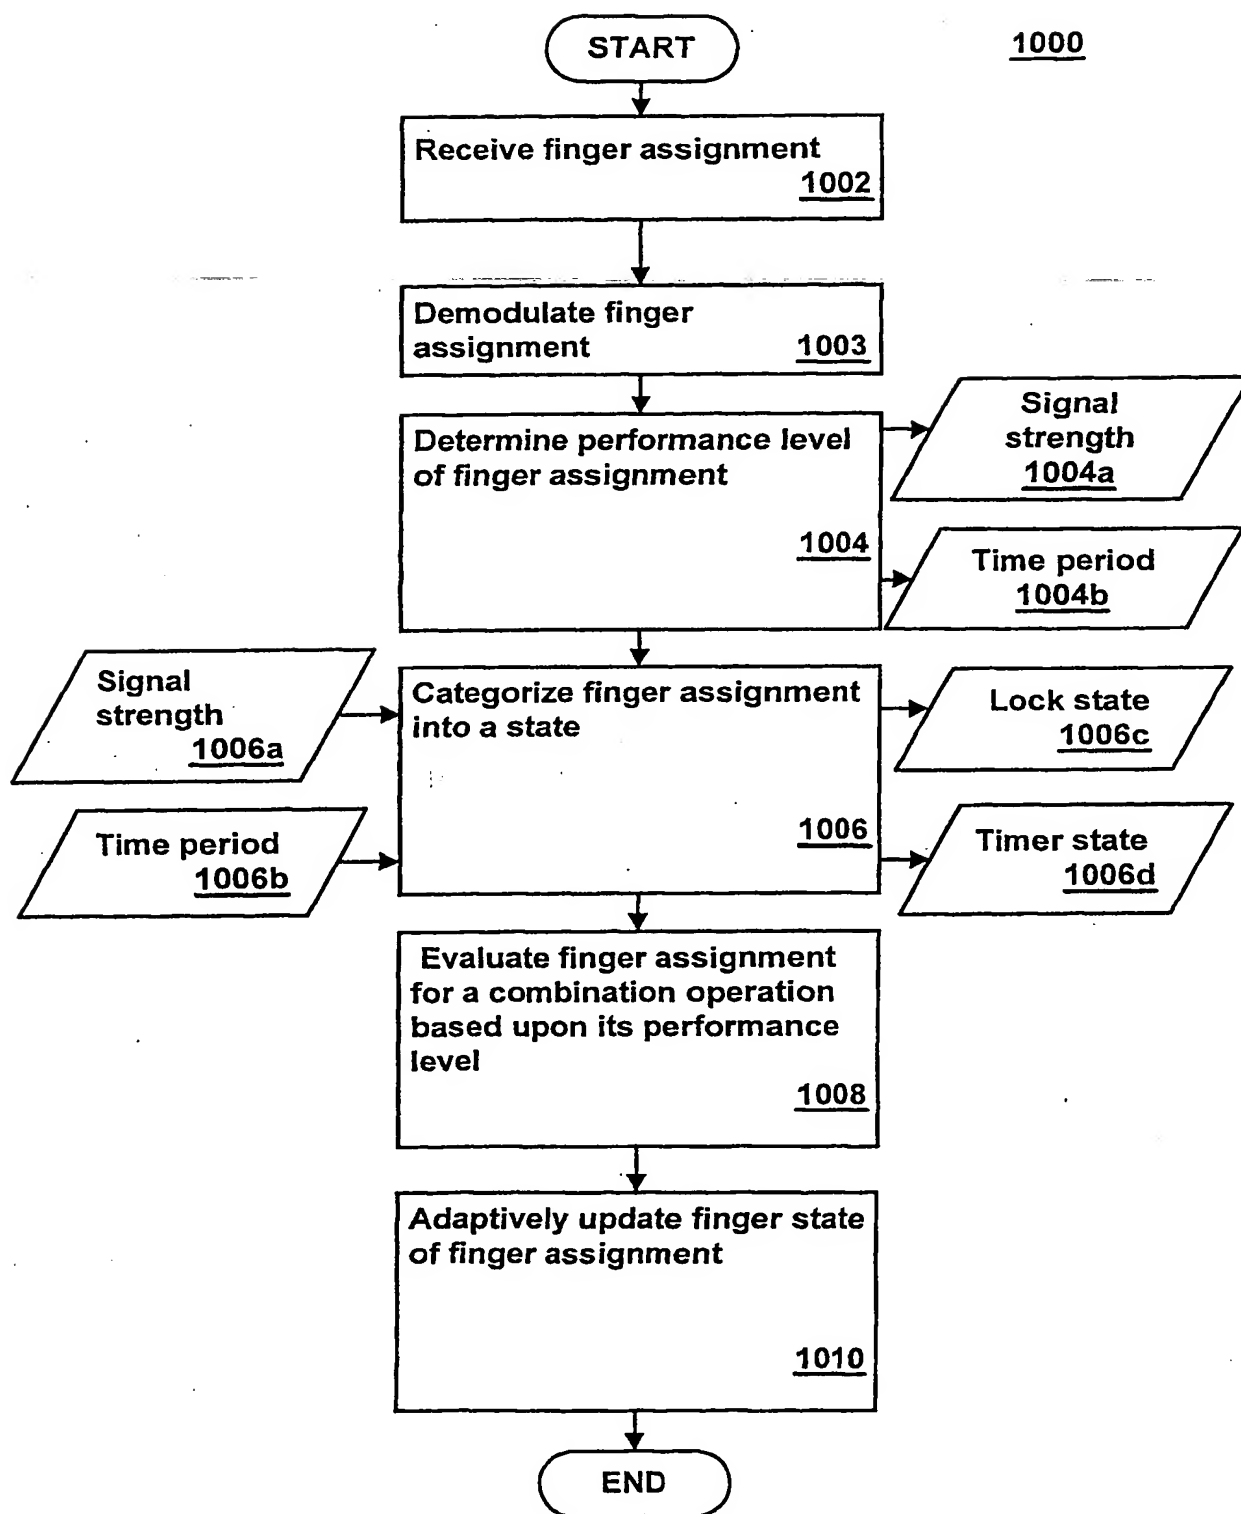 START
1000
Receive finger assignment
1002
Demodulate finger
assignment
1003
Determine performance level
of finger assignment
1004
Signal
strength
1004a
Time period
1004b
Signal
strength
1006a
Time period
1006b
Categorize finger assignment
into a state
1006
Lock state
1006c
Timer state
1006d
Evaluate finger assignment
for a combination operation
based upon its performance
level
1008
Adaptively update finger state
of finger assignment
1010
END